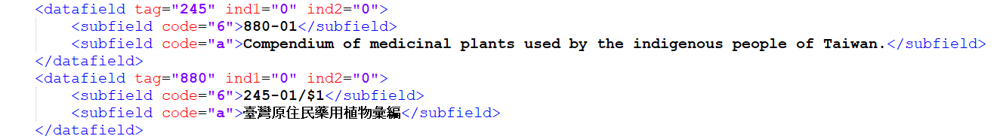 <datafield tag="245" ind1="0" ind2="0">
<subfield code="6">880-01</subfield>
<subfield code="a">Compendium of medicinal plants used by the indigenous people of Taiwan.</subfield>
</datafield>
<datafield tag="880" ind1="0" ind2="0">
<subfield code="6">245-01/$1</subfield>
<subfield code="a">臺灣原住民藥用植物彙編</subfield>
</datafield>